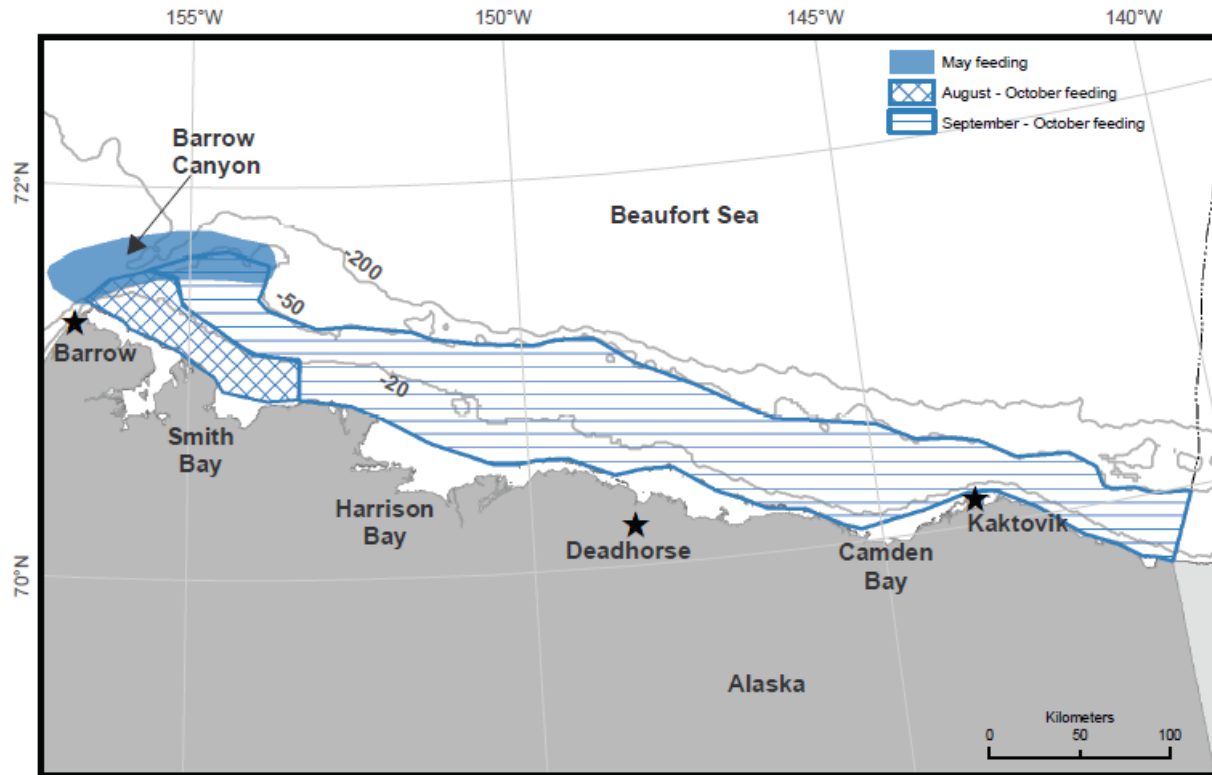 155°W
150°W
145°W
140°W
May feeding
August - October feeding
September - October feeding
Barrow
Canyon
72°N
Beaufort Sea
-200
-50
Barrow
-20
Smith
Bay
Harrison
Bay
Deadhorse
Kaktovik
Camden
Bay
70°N
Alaska
Kilometers
0
50
100